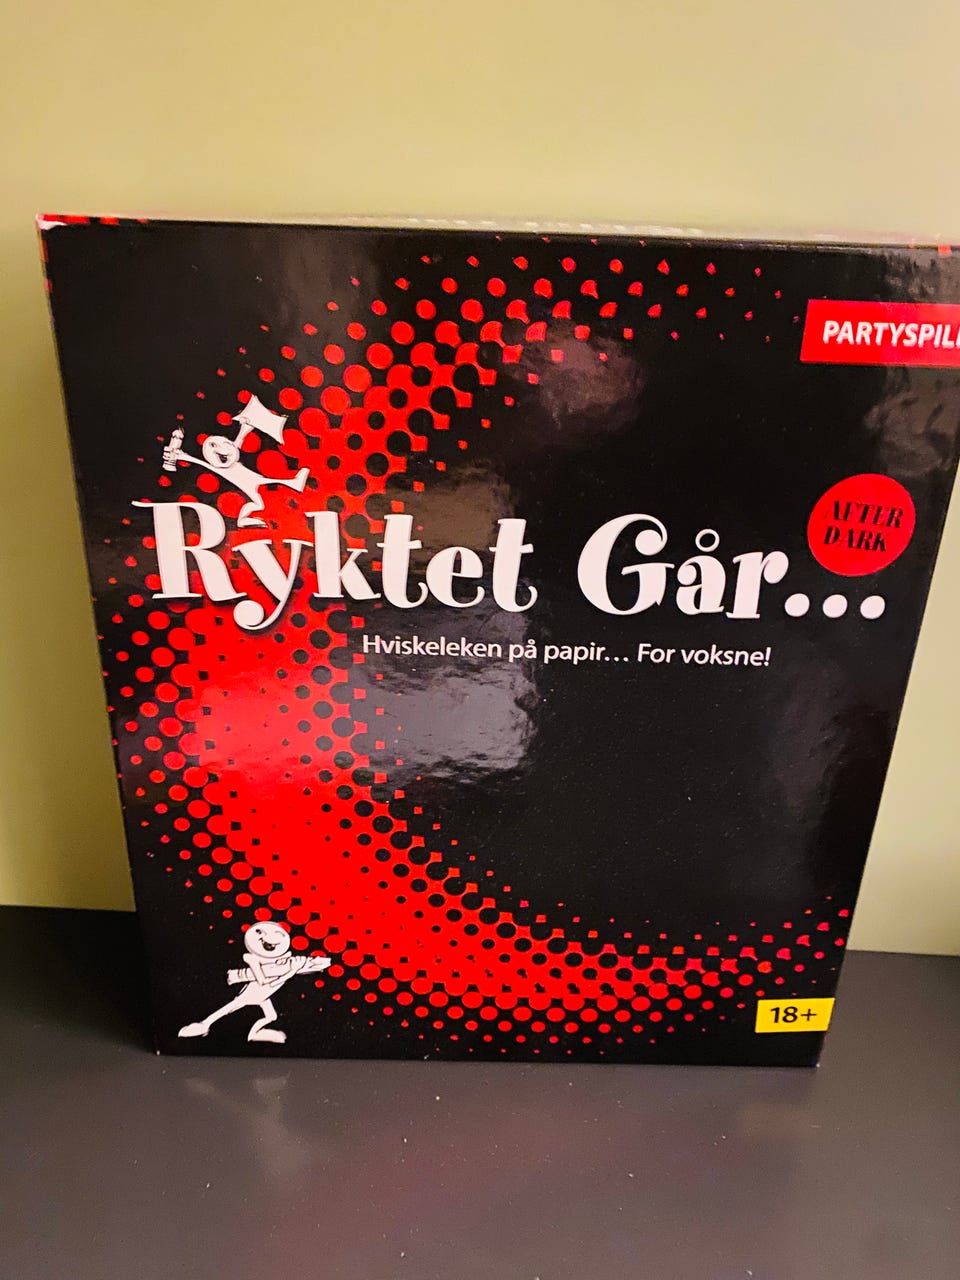 PARTYSPILL
AFTER
DARK
Ryktet Går...
Hviskeleken på papir... For voksne!
18+